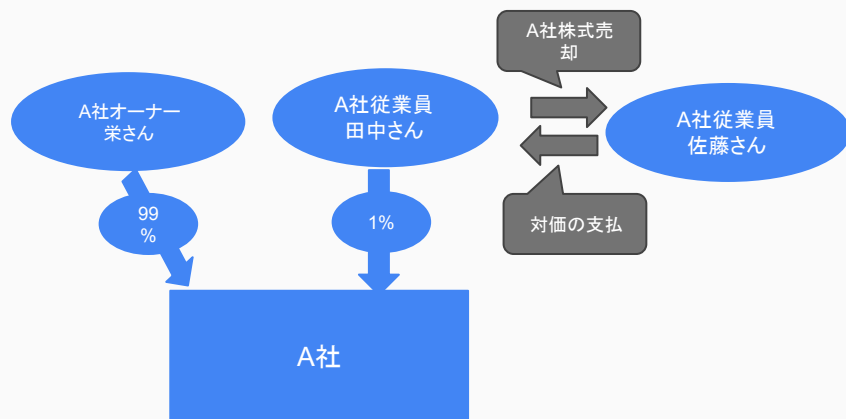 A社株式売
却
A社オーナー
栄さん
A社従業員
田中さん
A社従業員
佐藤さん
99
%
1%
対価の支払
A社